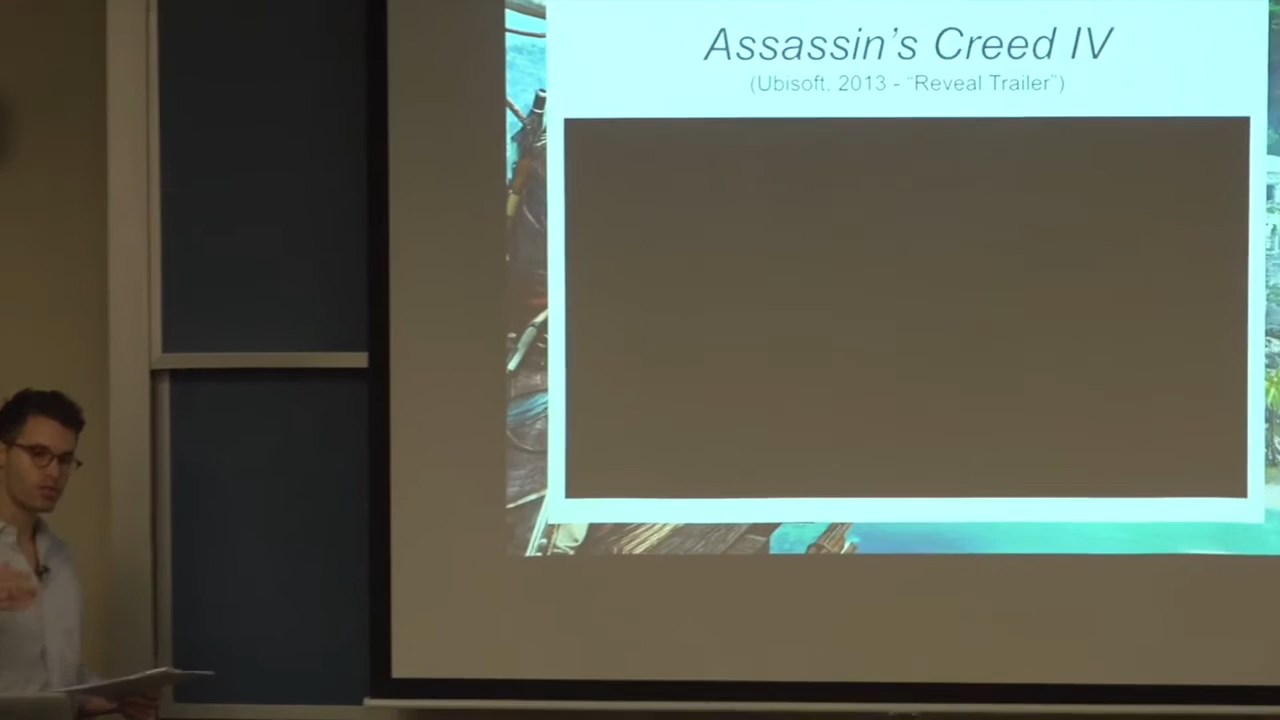 Assassin's Creed IV
(Ubisoft, 2013 - "Reveal Trailer")